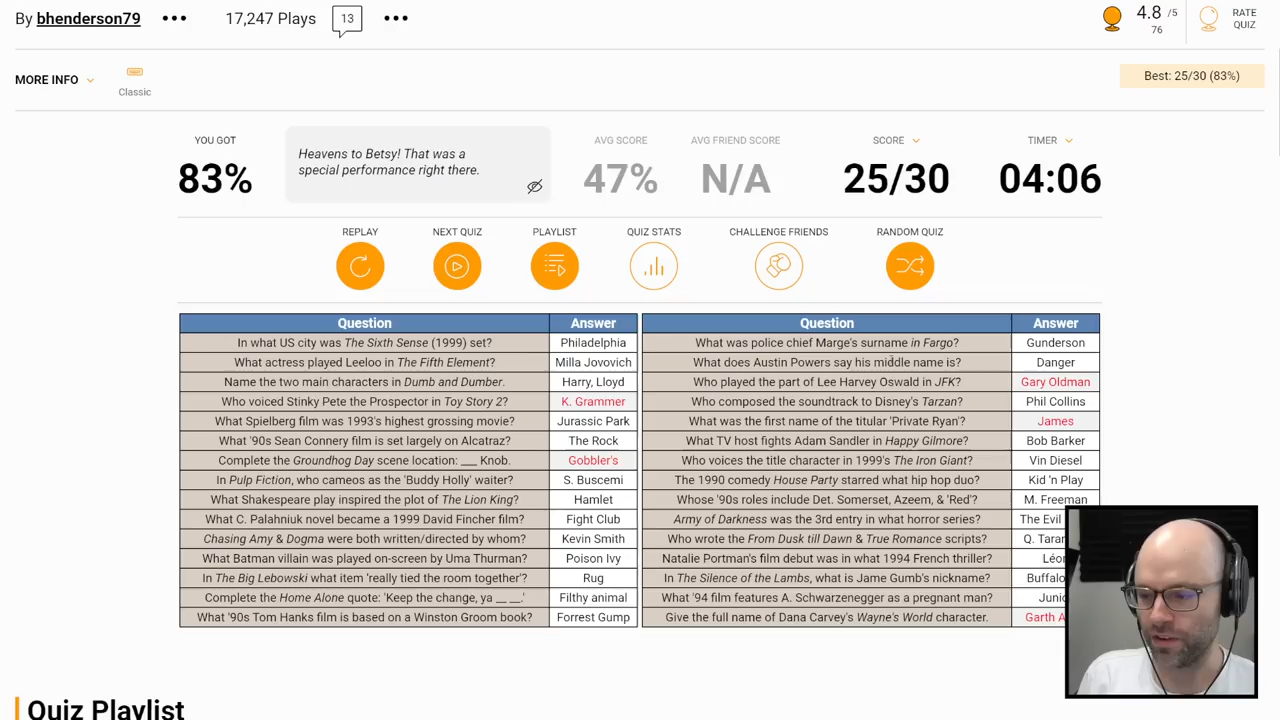 By bhenderson79 ••• 17,247 Plays 13 •••
4.8 /5
76
RATE
QUIZ
MORE INFO
Classic
Best: 25/30 (83%)
YOU GOT
83%
Heavens to Betsy! That was a
special performance right there.
AVG SCORE
47%
AVG FRIEND SCORE
N/A
SCORE
25/30
TIMER
04:06
REPLAY
NEXT QUIZ
PLAYLIST
QUIZ STATS
CHALLENGE FRIENDS
RANDOM QUIZ
Question Answer
In what US city was The Sixth Sense (1999) set? Philadelphia
What actress played Leeloo in The Fifth Element? Milla Jovovich
Name the two main characters in Dumb and Dumber. Harry, Lloyd
Who voiced Stinky Pete the Prospector in Toy Story 2? K. Grammer
What Spielberg film was 1993's highest grossing movie? Jurassic Park
What '90s Sean Connery film is set largely on Alcatraz? The Rock
Complete the Groundhog Day scene location: ___ Knob. Gobbler's
In Pulp Fiction, who cameos as the 'Buddy Holly' waiter? S. Buscemi
What Shakespeare play inspired the plot of The Lion King? Hamlet
What C. Palahniuk novel became a 1999 David Fincher film? Fight Club
Chasing Amy & Dogma were both written/directed by whom? Kevin Smith
What Batman villain was played on-screen by Uma Thurman? Poison Ivy
In The Big Lebowski what item 'really tied the room together'? Rug
Complete the Home Alone quote: 'Keep the change, ya __ __.' Filthy animal
What '90s Tom Hanks film is based on a Winston Groom book? Forrest Gump
Question Answer
What was police chief Marge's surname in Fargo? Gunderson
What does Austin Powers say his middle name is? Danger
Who played the part of Lee Harvey Oswald in JFK? Gary Oldman
Who composed the soundtrack to Disney's Tarzan? Phil Collins
What was the first name of the titular 'Private Ryan'? James
What TV host fights Adam Sandler in Happy Gilmore? Bob Barker
Who voices the title character in 1999's The Iron Giant? Vin Diesel
The 1990 comedy House Party starred what hip hop duo? Kid 'n Play
Whose '90s roles include Det. Somerset, Azeem, & 'Red'? M. Freeman
Army of Darkness was the 3rd entry in what horror series? The Evil
Who wrote the From Dusk till Dawn & True Romance scripts? Q. Taran
Natalie Portman's film debut was in what 1994 French thriller? Léo
In The Silence of the Lambs, what is Jame Gumb's nickname? Buffalo
What '94 film features A. Schwarzenegger as a pregnant man? Juni
Give the full name of Dana Carvey's Wayne's World character. Garth A
Quiz Playlist